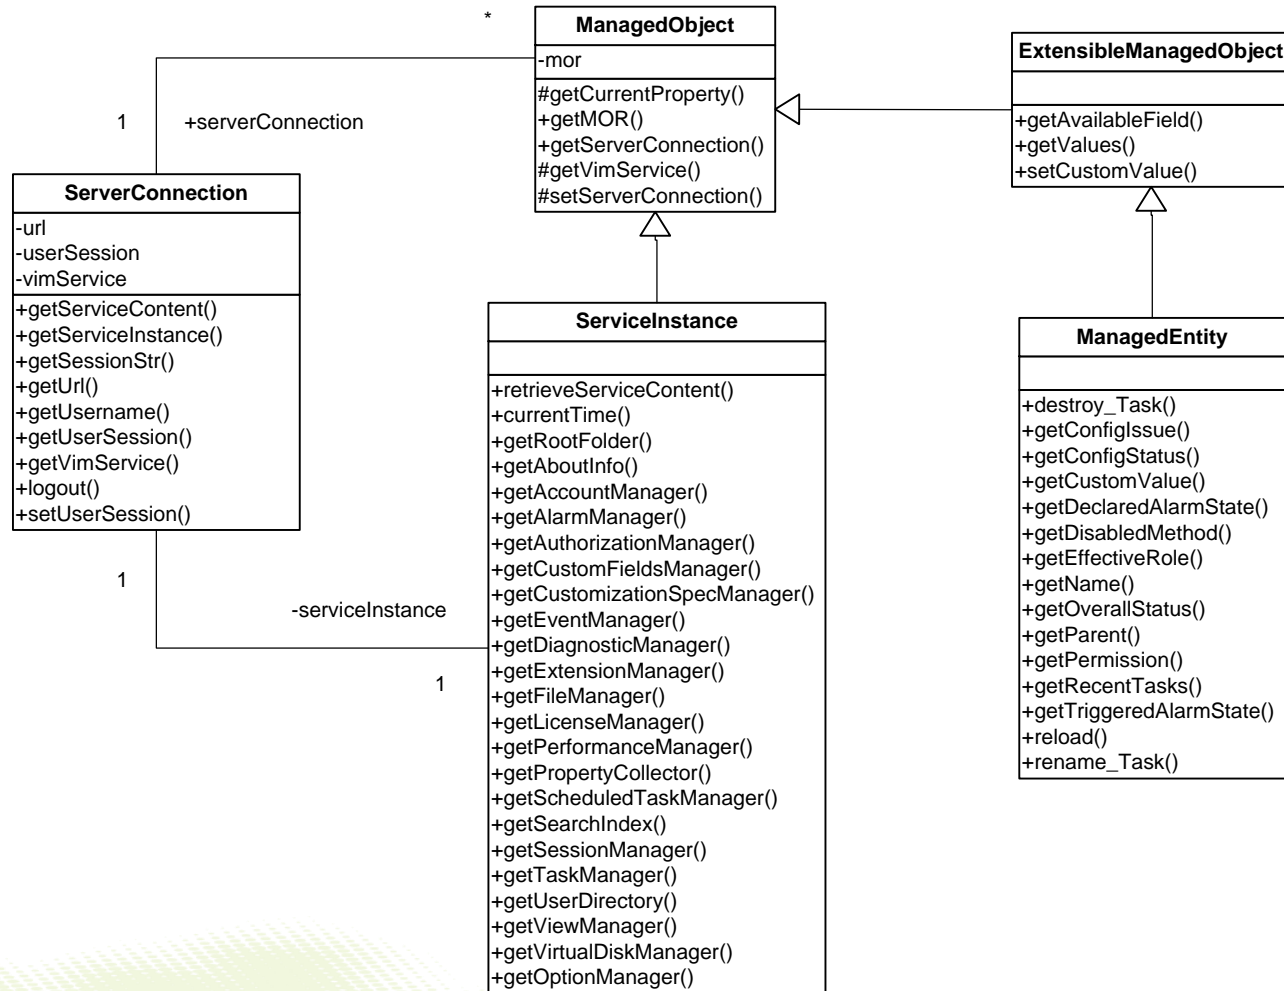 *
1
+serverConnection
ManagedObject
-mor
#getCurrentProperty()
+getMOR()
+getServerConnection()
#getVimService()
#setServerConnection()
ExtensibleManagedObject
+getAvailableField()
+getValues()
+setCustomValue()
ServerConnection
-url
-userSession
-vimService
+getServiceContent()
+getServiceInstance()
+getSessionStr()
+getUrl()
+getUsername()
+getUserSession()
+getVimService()
+logout()
+setUserSession()
1
-serviceInstance
1
ServiceInstance
+retrieveServiceContent()
+currentTime()
+getRootFolder()
+getAboutInfo()
+getAccountManager()
+getAlarmManager()
+getAuthorizationManager()
+getCustomFieldsManager()
+getCustomizationSpecManager()
+getEventManager()
+getDiagnosticManager()
+getExtensionManager()
+getFileManager()
+getLicenseManager()
+getPerformanceManager()
+getPropertyCollector()
+getScheduledTaskManager()
+getSearchIndex()
+getSessionManager()
+getTaskManager()
+getUserDirectory()
+getViewManager()
+getVirtualDiskManager()
+getOptionManager()
ManagedEntity
+destroy_Task()
+getConfigIssue()
+getConfigStatus()
+getCustomValue()
+getDeclaredAlarmState()
+getDisabledMethod()
+getEffectiveRole()
+getName()
+getOverallStatus()
+getParent()
+getPermission()
+getRecentTasks()
+getTriggeredAlarmState()
+reload()
+rename_Task()